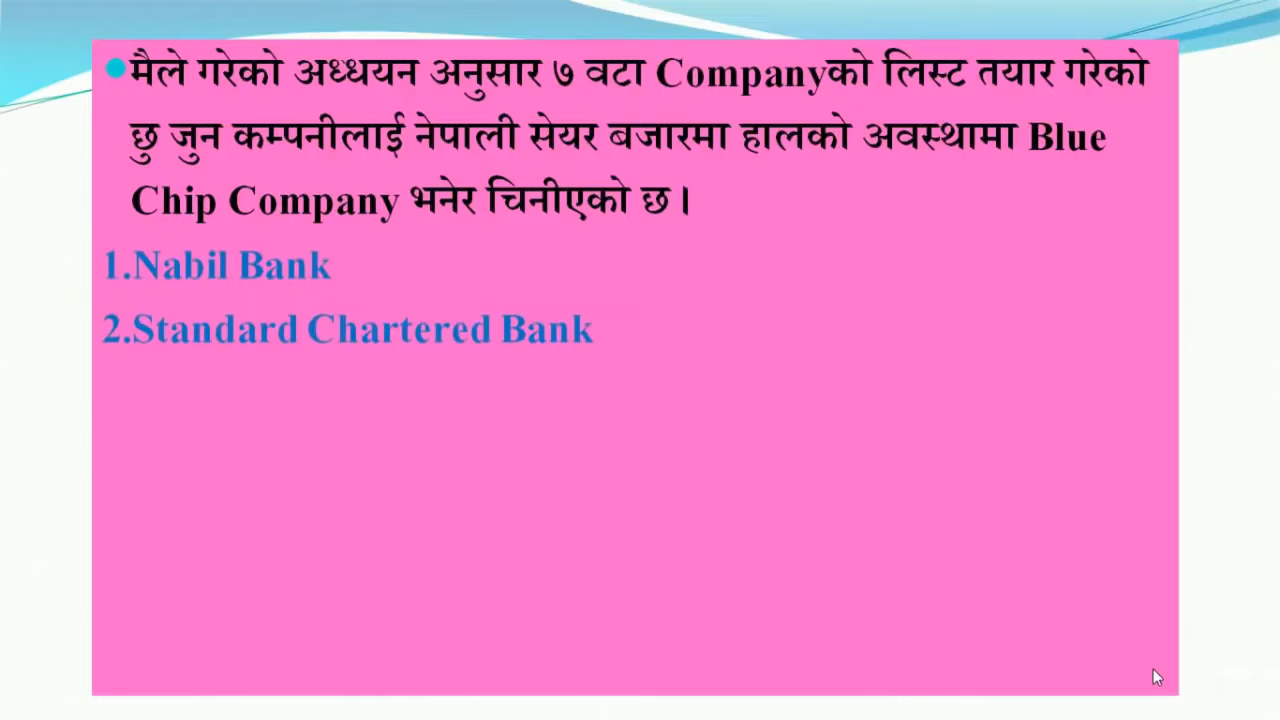 मैले गरेको अध्ययन अनुसार ७ वटा Companyको लिस्ट तयार गरेको
छु जुन कम्पनीलाई नेपाली सेयर बजारमा हालको अवस्थामा Blue
Chip Company भनेर चिनीएको छ ।
1.Nabil Bank
2.Standard Chartered Bank